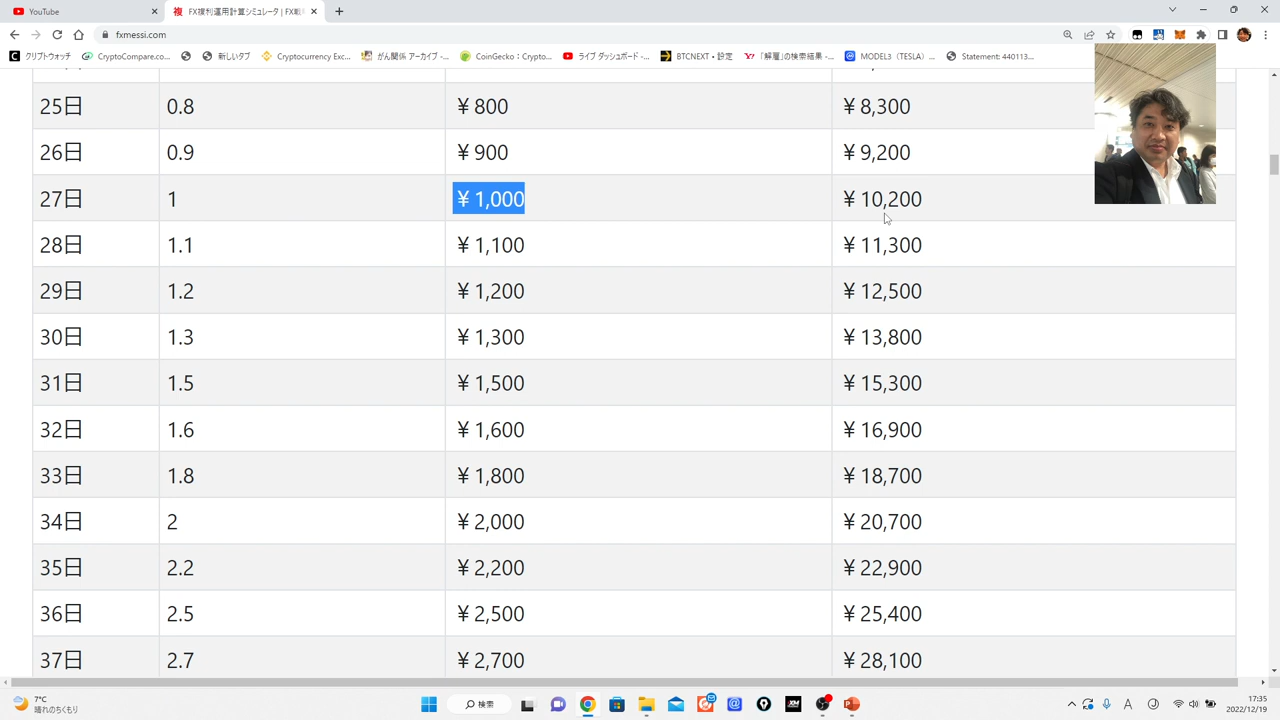 YouTube
複 FX複利運用計算シミュレータ | FX戦
fxmessi.com
クリプトウォッチ
CryptoCompare.co...
新しいタブ
Cryptocurrency Exc...
がん関係 アーカイブ -...
CoinGecko：Crypto...
ライブ ダッシュボード -...
BTCNEXT • 設定
「解雇」の検索結果 -...
MODEL3（TESLA）...
Statement: 440113...
25日 0.8 ￥800 ￥8,300
26日 0.9 ￥900 ￥9,200
27日 1 ￥1,000 ￥10,200
28日 1.1 ￥1,100 ￥11,300
29日 1.2 ￥1,200 ￥12,500
30日 1.3 ￥1,300 ￥13,800
31日 1.5 ￥1,500 ￥15,300
32日 1.6 ￥1,600 ￥16,900
33日 1.8 ￥1,800 ￥18,700
34日 2 ￥2,000 ￥20,700
35日 2.2 ￥2,200 ￥22,900
36日 2.5 ￥2,500 ￥25,400
37日 2.7 ￥2,700 ￥28,100
7°C
晴れのちくもり
検索
XM
A
17:35
2022/12/19